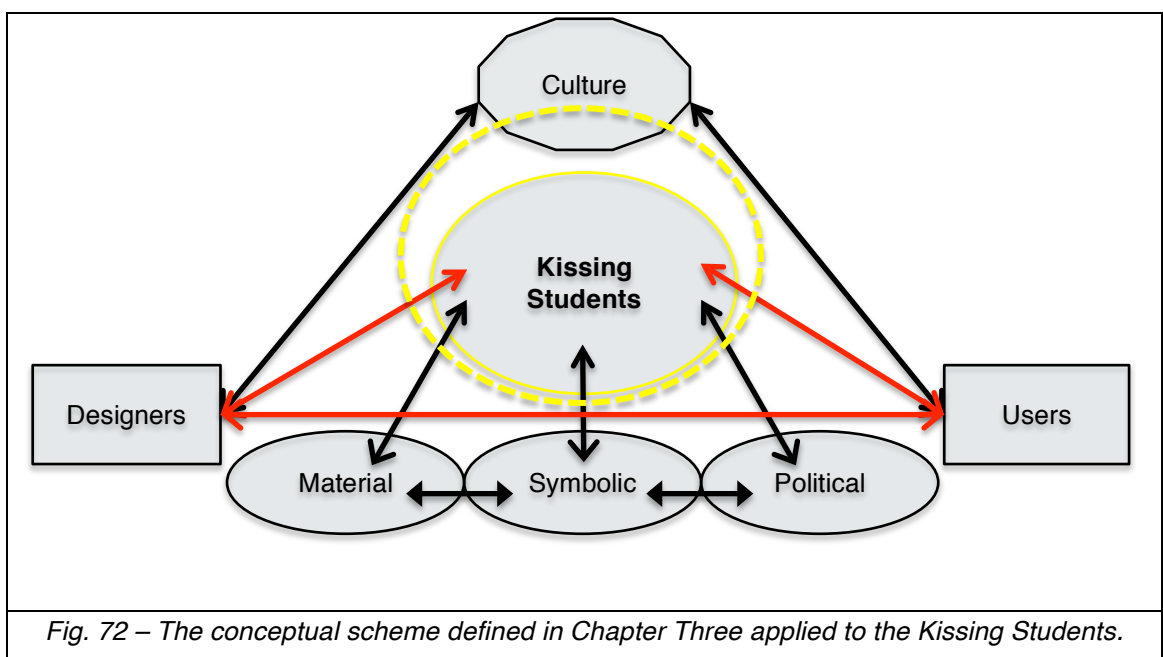 Culture
Kissing
Students
Designers
Users
Material
Symbolic
Political
Fig. 72 – The conceptual scheme defined in Chapter Three applied to the Kissing Students.